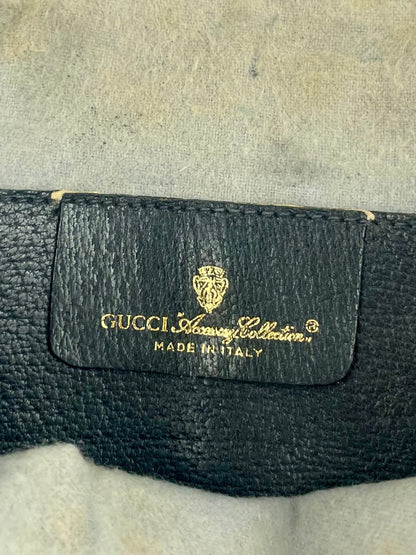 GUCCI "Accessory Collection"®
MADE IN ITALY